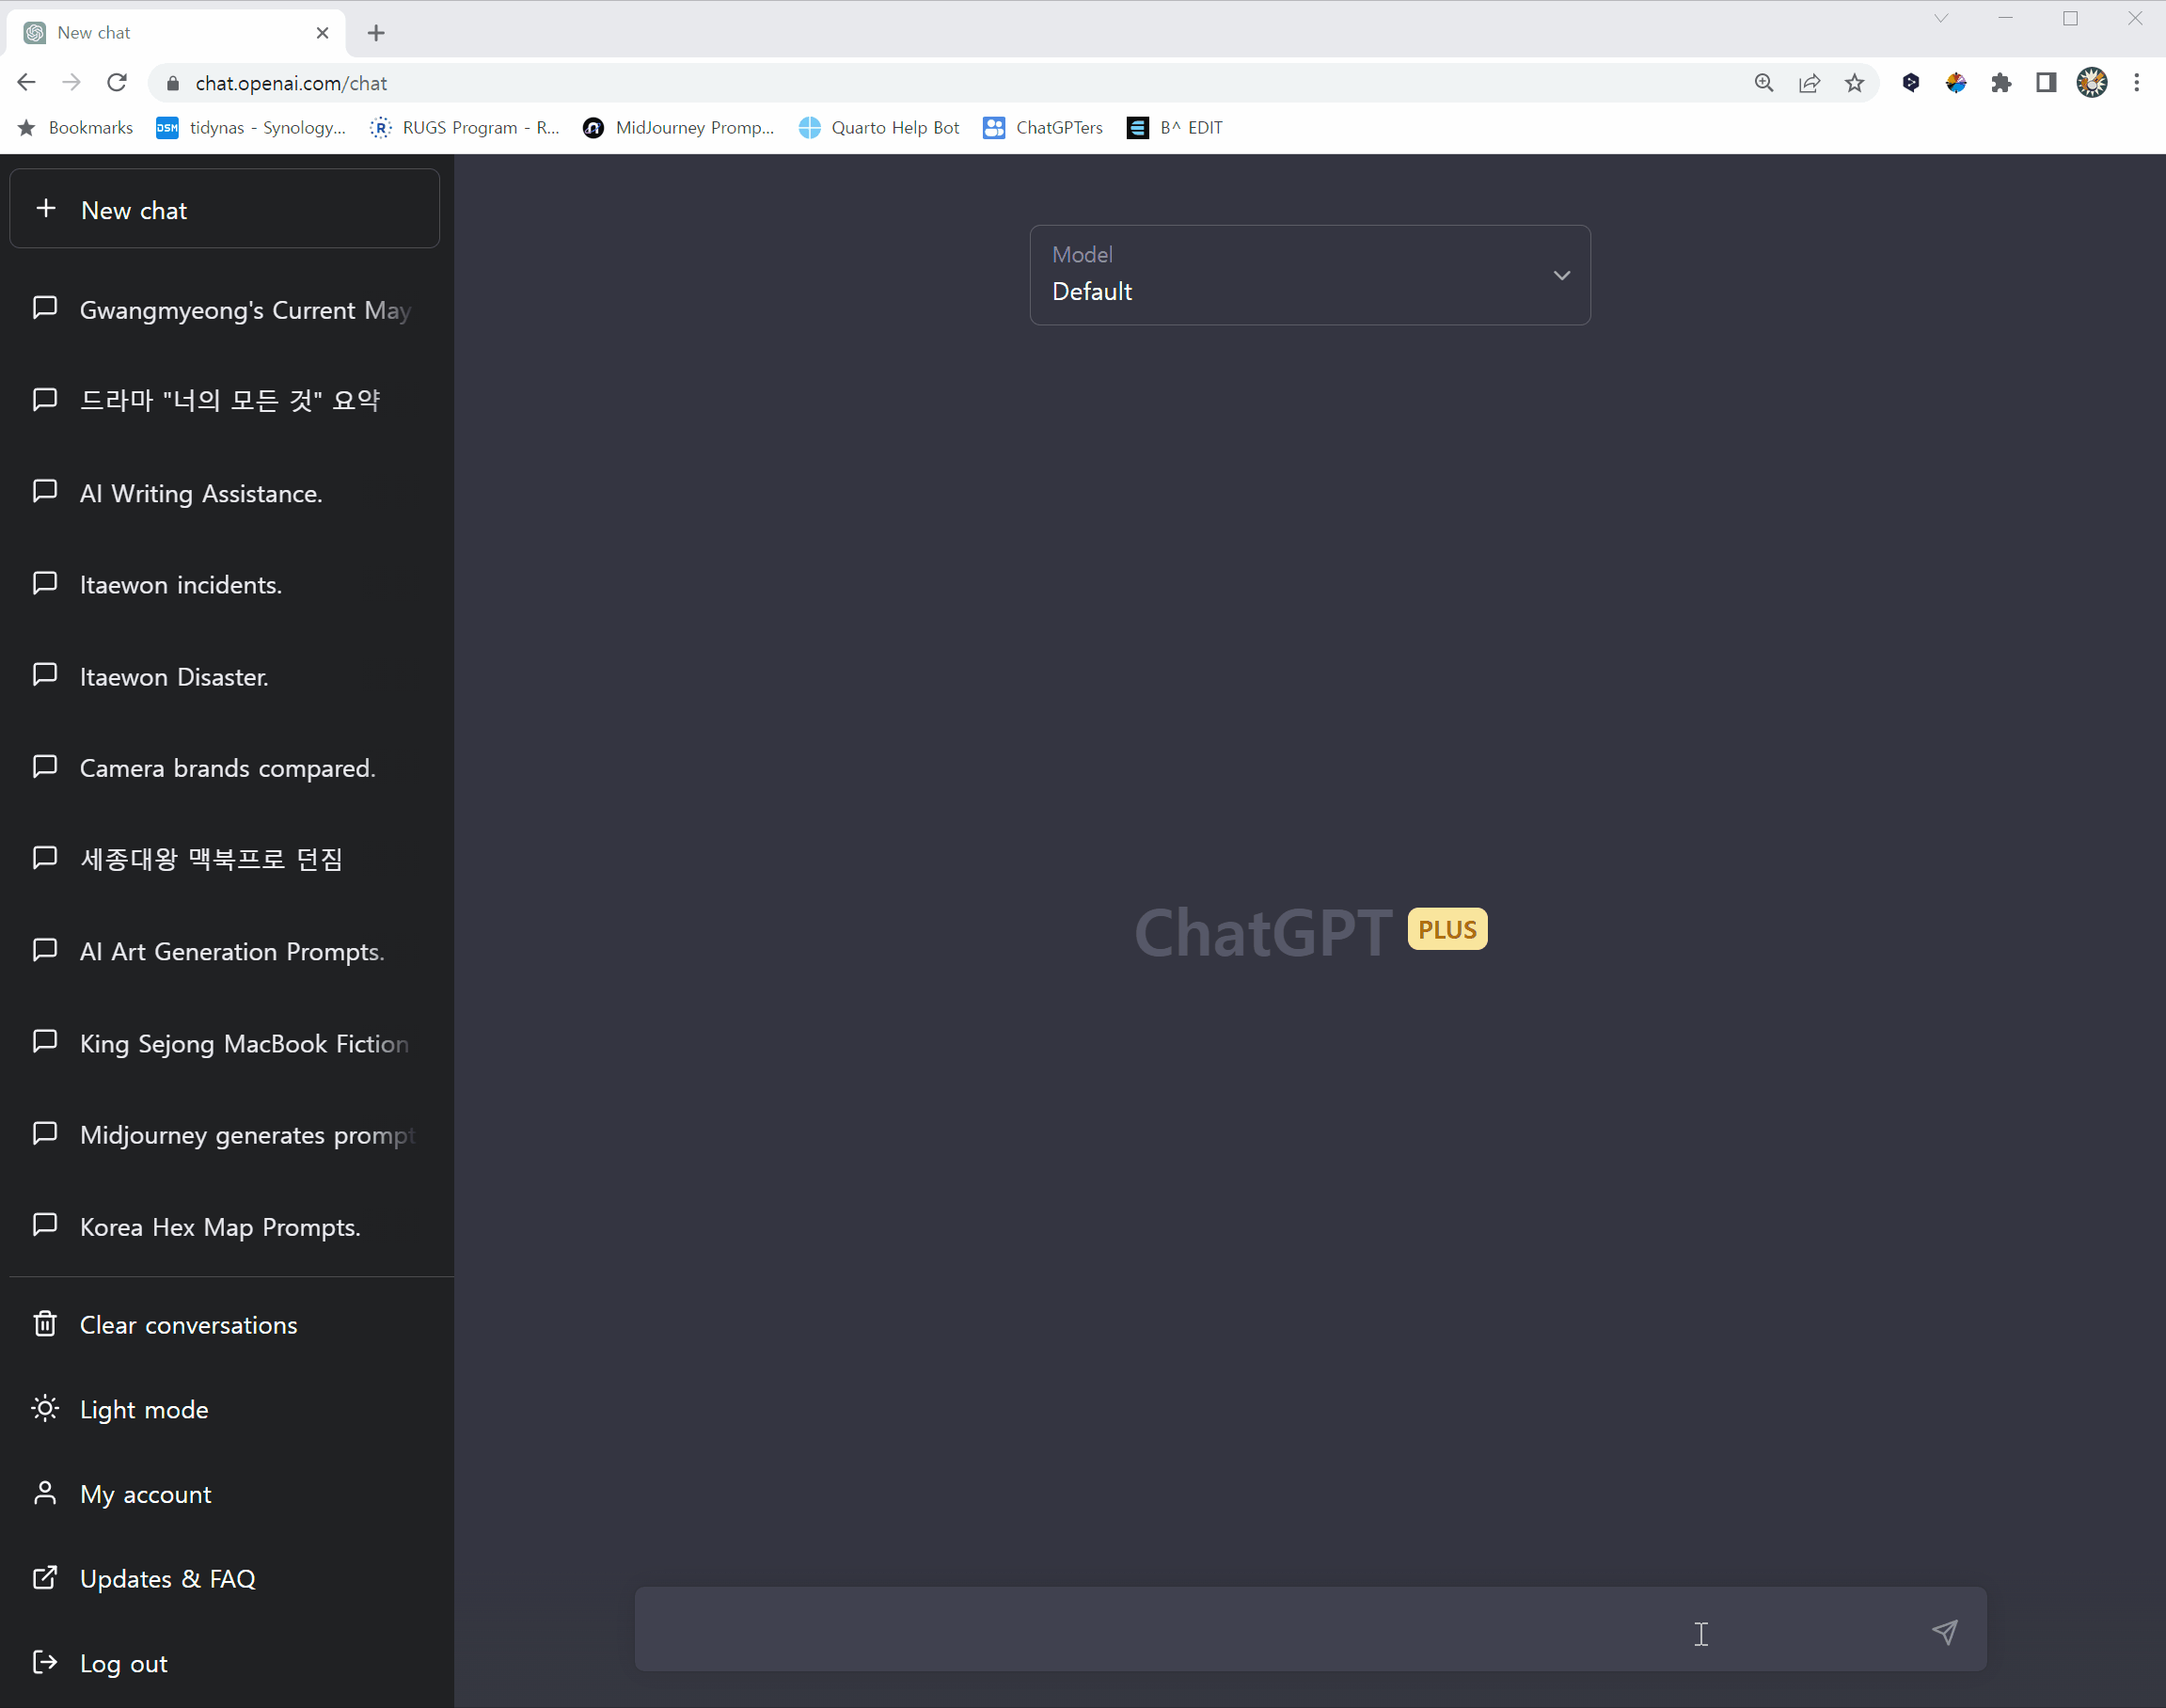 New chat
chat.openai.com/chat
Bookmarks
DSM tidynas - Synology...
R RUGS Program - R...
MidJourney Promp...
Quarto Help Bot
ChatGPTers
B^ EDIT
New chat
Gwangmyeong's Current May
드라마 "너의 모든 것" 요약
AI Writing Assistance.
Itaewon incidents.
Itaewon Disaster.
Camera brands compared.
세종대왕 맥북프로 던짐
AI Art Generation Prompts.
King Sejong MacBook Fiction
Midjourney generates prompt
Korea Hex Map Prompts.
Clear conversations
Light mode
My account
Updates & FAQ
Log out
Model
Default
ChatGPT PLUS